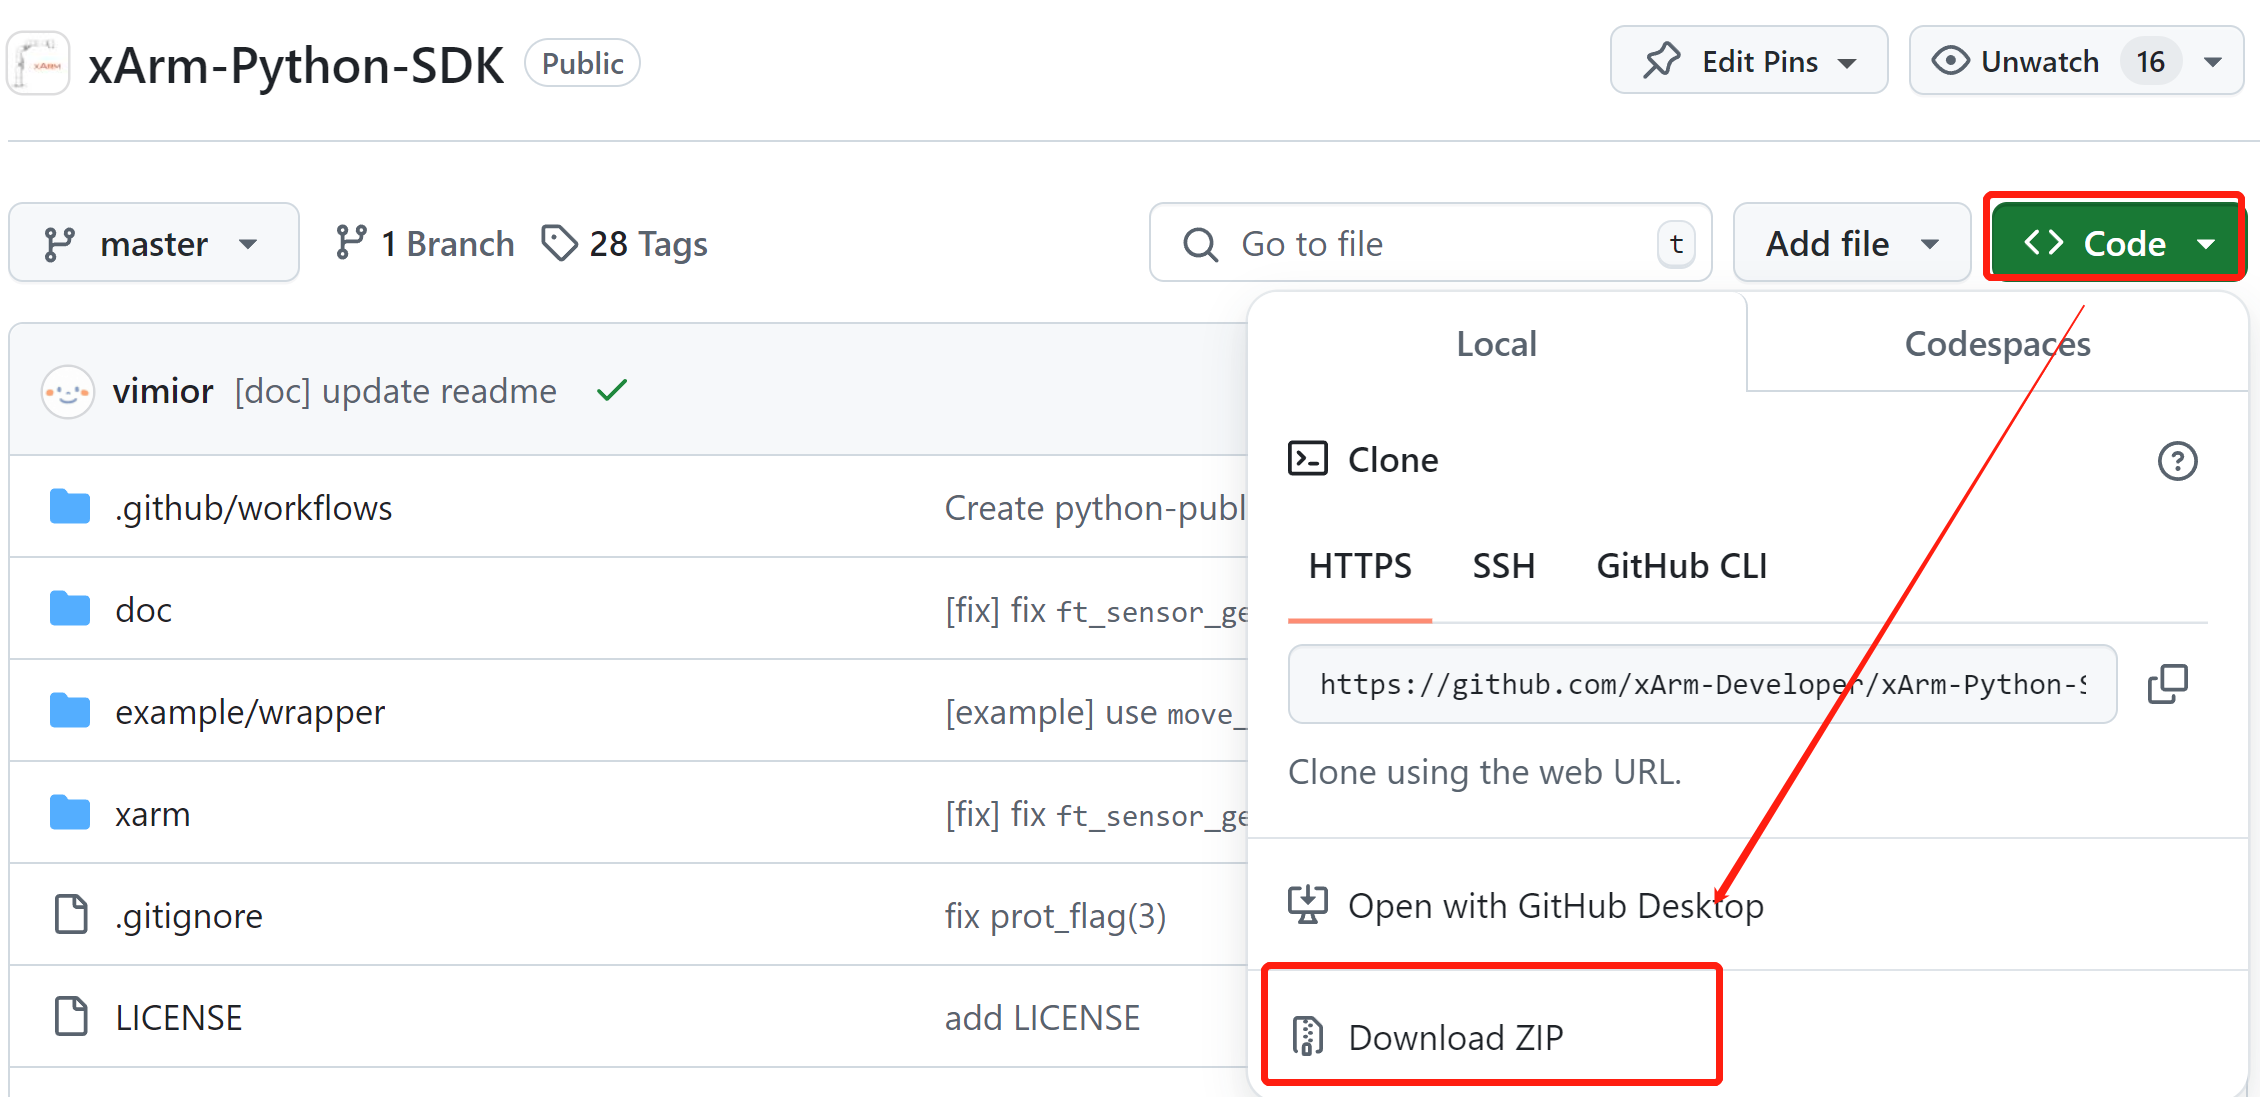 xArm-Python-SDK Public Edit Pins Unwatch 16
master 1 Branch 28 Tags Go to file t Add file Code
Local Codespaces
vimior [doc] update readme
Clone
.github/workflows Create python-publ
HTTPS SSH GitHub CLI
doc [fix] fix ft_sensor_ge
https://github.com/xArm-Developer/xArm-Python-S
example/wrapper [example] use move_
Clone using the web URL.
xarm [fix] fix ft_sensor_ge
Open with GitHub Desktop
.gitignore fix prot_flag(3)
LICENSE add LICENSE
Download ZIP